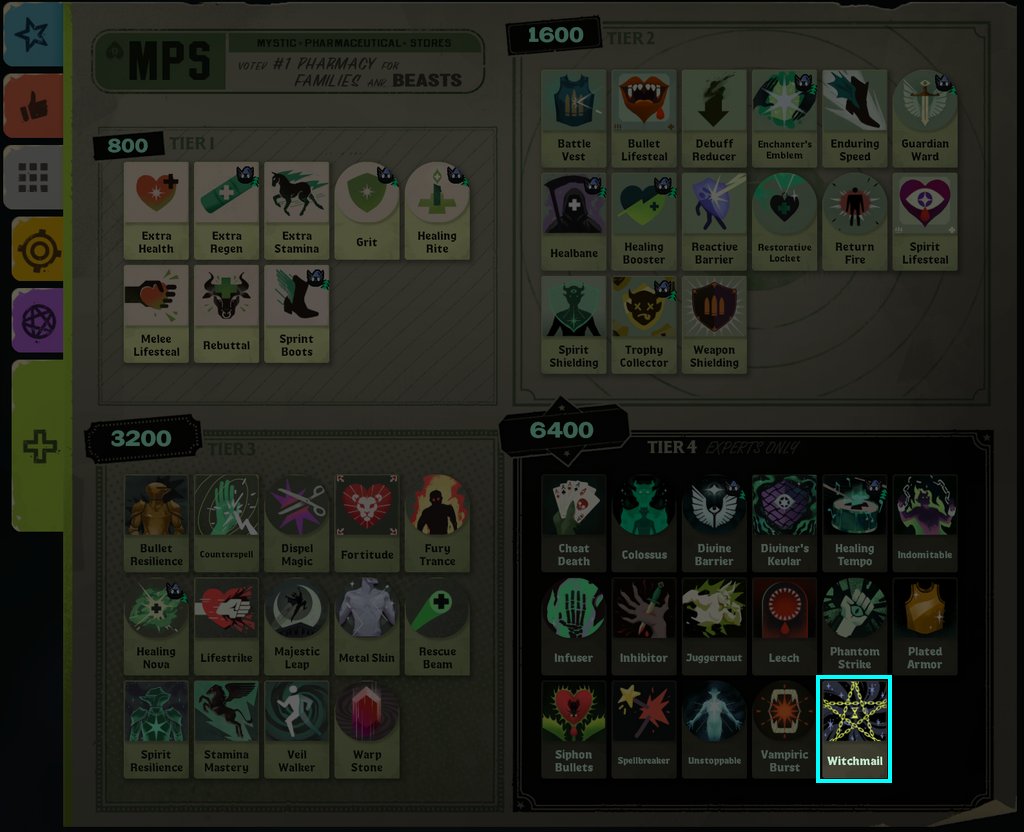 MPS
MYSTIC • PHARMACEUTICAL • STORES
VOTED #1 PHARMACY FOR
FAMILIES AND BEASTS
800 TIER 1
Extra Health
Extra Regen
Extra Stamina
Grit
Healing Rite
Melee Lifesteal
Rebuttal
Sprint Boots
1600 TIER 2
Battle Vest
Bullet Lifesteal
Debuff Reducer
Enchanter's Emblem
Enduring Speed
Guardian Ward
Healbane
Healing Booster
Reactive Barrier
Restorative Locket
Return Fire
Spirit Lifesteal
Spirit Shielding
Trophy Collector
Weapon Shielding
3200 TIER 3
Bullet Resilience
Counterspell
Dispel Magic
Fortitude
Fury Trance
Healing Nova
Lifestrike
Majestic Leap
Metal Skin
Rescue Beam
Spirit Resilience
Stamina Mastery
Veil Walker
Warp Stone
6400 TIER 4 EXPERTS ONLY
Cheat Death
Colossus
Divine Barrier
Diviner's Kevlar
Healing Tempo
Indomitable
Infuser
Inhibitor
Juggernaut
Leech
Phantom Strike
Plated Armor
Siphon Bullets
Spellbreaker
Unstoppable
Vampiric Burst
Witchmail